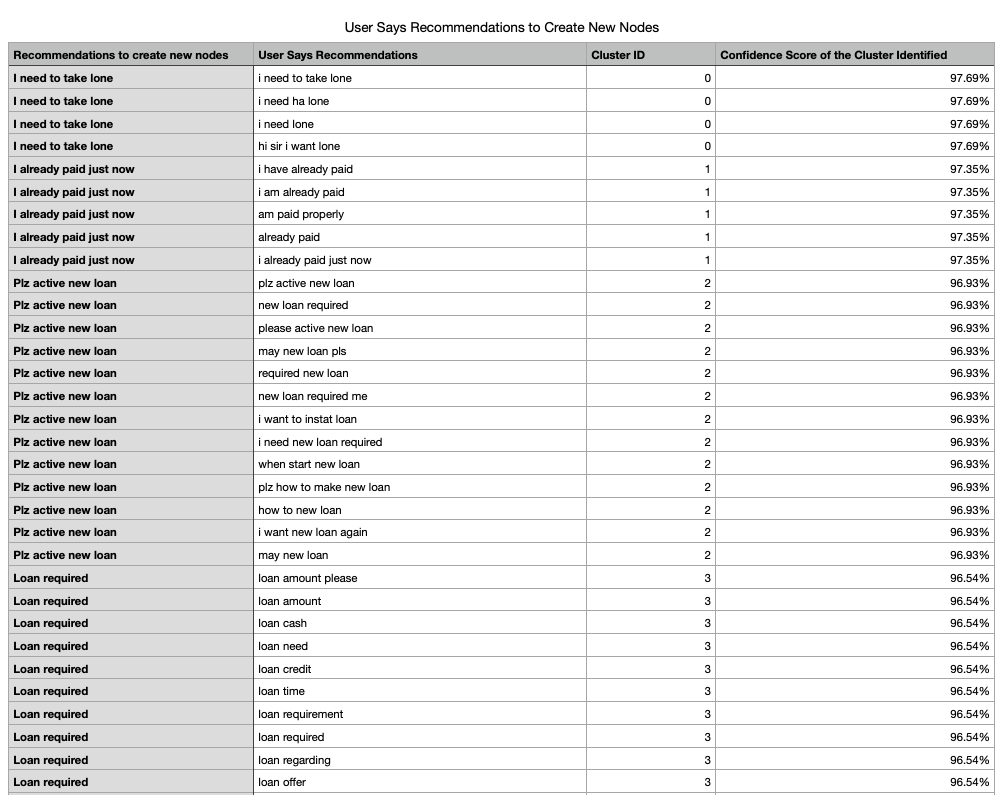 User Says Recommendations to Create New Nodes
Recommendations to create new nodes User Says Recommendations Cluster ID Confidence Score of the Cluster Identified
I need to take lone i need to take lone 0 97.69%
I need to take lone i need ha lone 0 97.69%
I need to take lone i need lone 0 97.69%
I need to take lone hi sir i want lone 0 97.69%
I already paid just now i have already paid 1 97.35%
I already paid just now i am already paid 1 97.35%
I already paid just now am paid properly 1 97.35%
I already paid just now already paid 1 97.35%
I already paid just now i already paid just now 1 97.35%
Plz active new loan plz active new loan 2 96.93%
Plz active new loan new loan required 2 96.93%
Plz active new loan please active new loan 2 96.93%
Plz active new loan may new loan pls 2 96.93%
Plz active new loan required new loan 2 96.93%
Plz active new loan new loan required me 2 96.93%
Plz active new loan i want to instat loan 2 96.93%
Plz active new loan i need new loan required 2 96.93%
Plz active new loan when start new loan 2 96.93%
Plz active new loan plz how to make new loan 2 96.93%
Plz active new loan how to new loan 2 96.93%
Plz active new loan i want new loan again 2 96.93%
Plz active new loan may new loan 2 96.93%
Loan required loan amount please 3 96.54%
Loan required loan amount 3 96.54%
Loan required loan cash 3 96.54%
Loan required loan need 3 96.54%
Loan required loan credit 3 96.54%
Loan required loan time 3 96.54%
Loan required loan requirement 3 96.54%
Loan required loan required 3 96.54%
Loan required loan regarding 3 96.54%
Loan required loan offer 3 96.54%